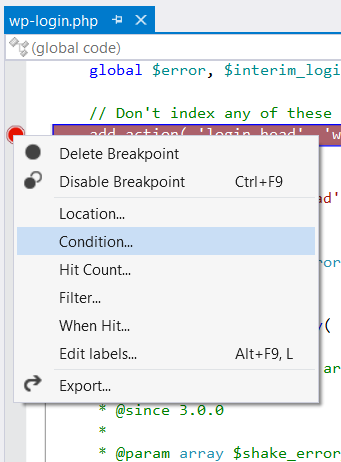 wp-login.php
(global code)
global $error, $interim_logi
// Don't index any of these
add_action( 'login_head', 'w
Delete Breakpoint
Disable Breakpoint Ctrl+F9
Location...
ad'
Condition...
Hit Count...
rror
Filter...
When Hit...
y(
Edit labels... Alt+F9, L
ar
Export...
* @since 3.0.0
*
* @param array $shake_error